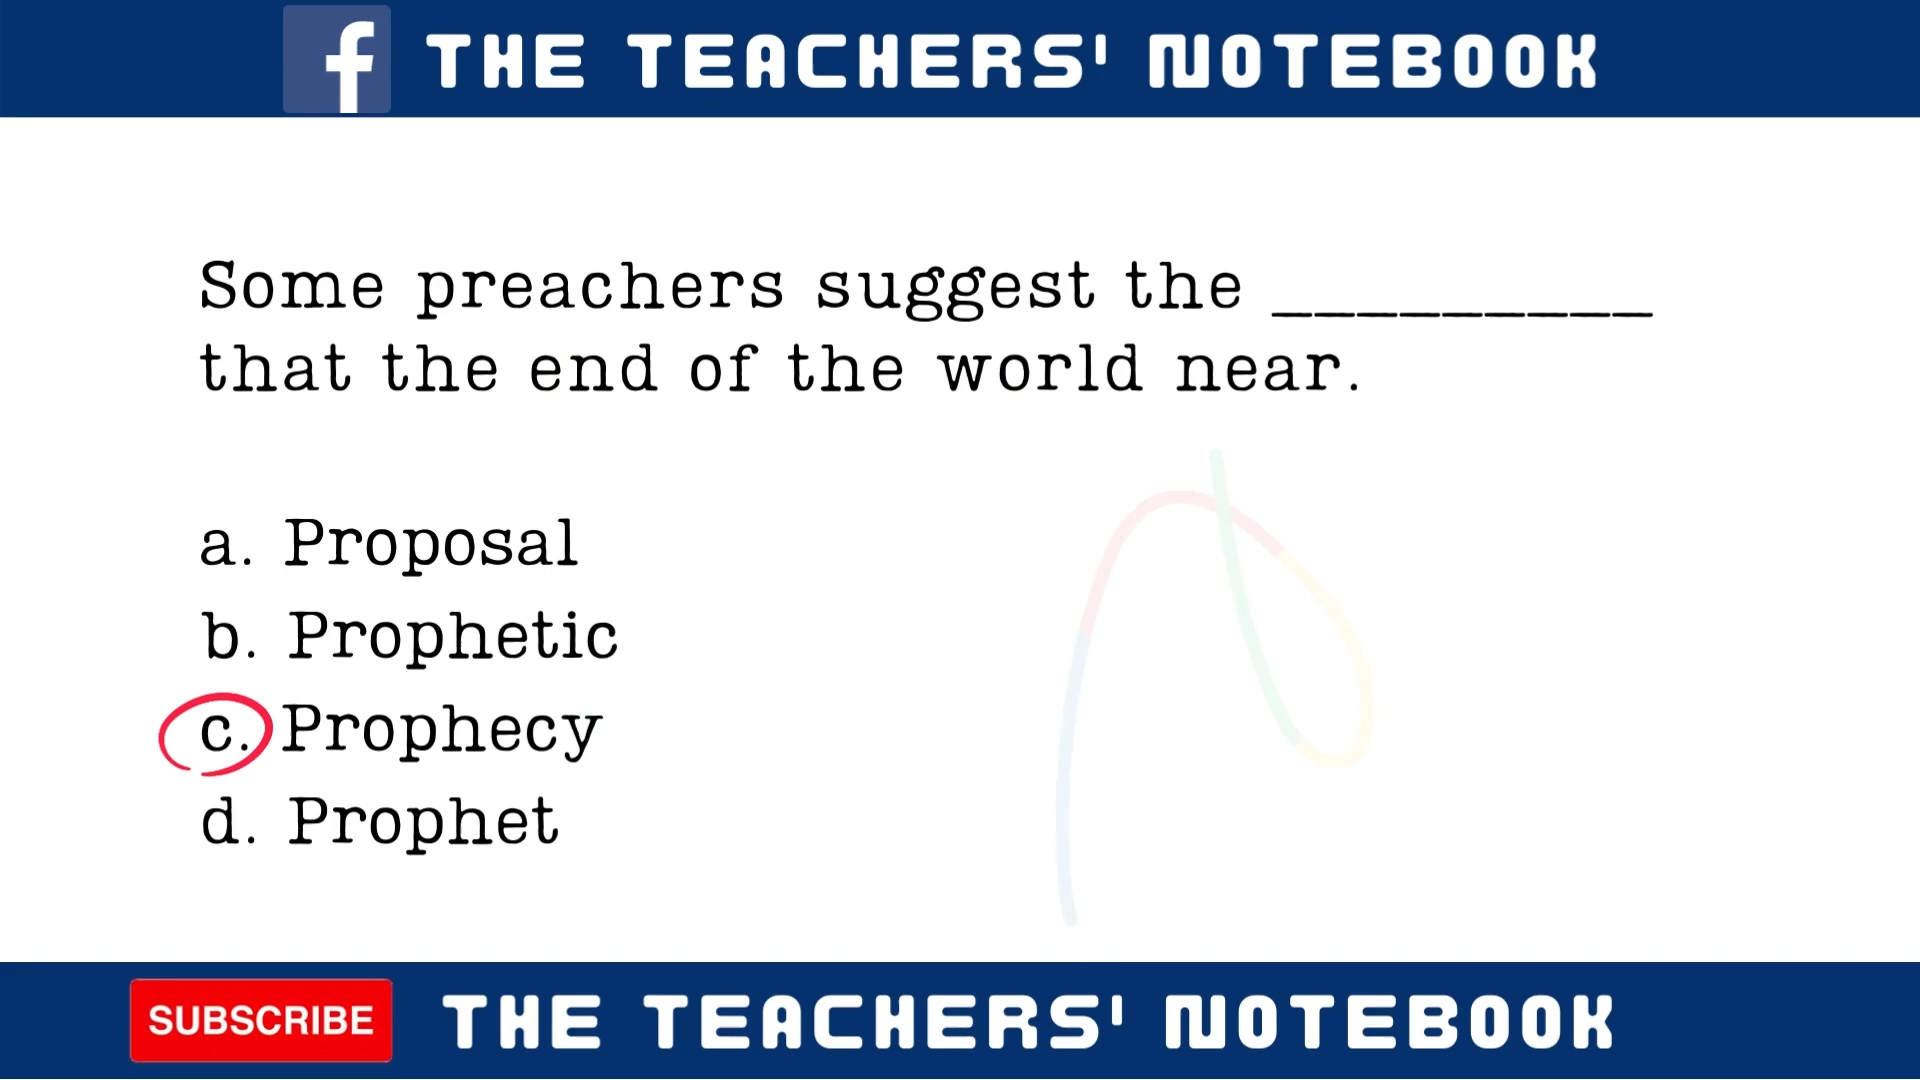 THE TEACHERS' NOTEBOOK
Some preachers suggest the _________
that the end of the world near.
a. Proposal
b. Prophetic
c. Prophecy
d. Prophet
SUBSCRIBE THE TEACHERS' NOTEBOOK